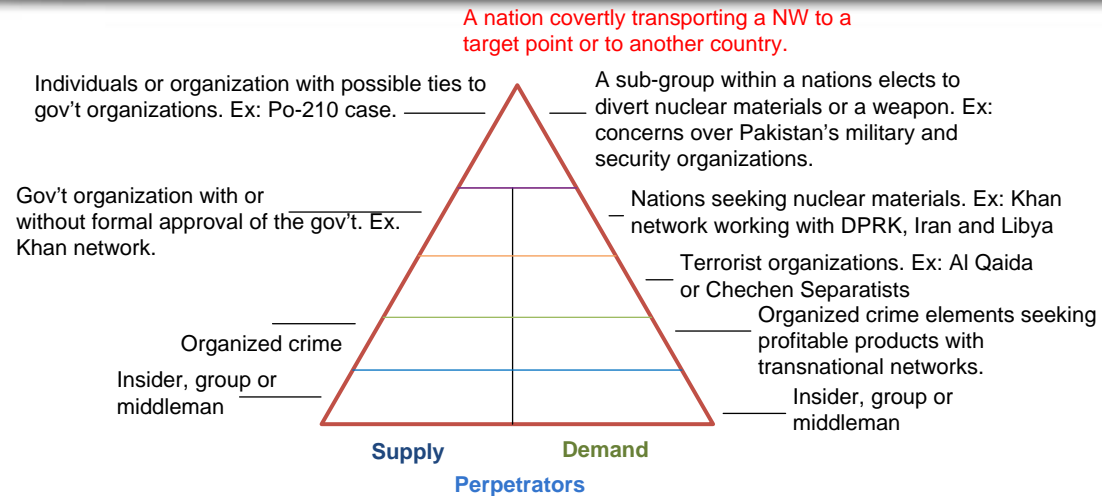 A nation covertly transporting a NW to a
target point or to another country.
Individuals or organization with possible ties to
gov't organizations. Ex: Po-210 case.
A sub-group within a nations elects to
divert nuclear materials or a weapon. Ex:
concerns over Pakistan's military and
security organizations.
Gov't organization with or
without formal approval of the gov't. Ex.
Khan network.
Nations seeking nuclear materials. Ex: Khan
network working with DPRK, Iran and Libya
Terrorist organizations. Ex: Al Qaida
or Chechen Separatists
Organized crime
Organized crime elements seeking
profitable products with
transnational networks.
Insider, group or
middleman
Insider, group or
middleman
Supply
Demand
Perpetrators